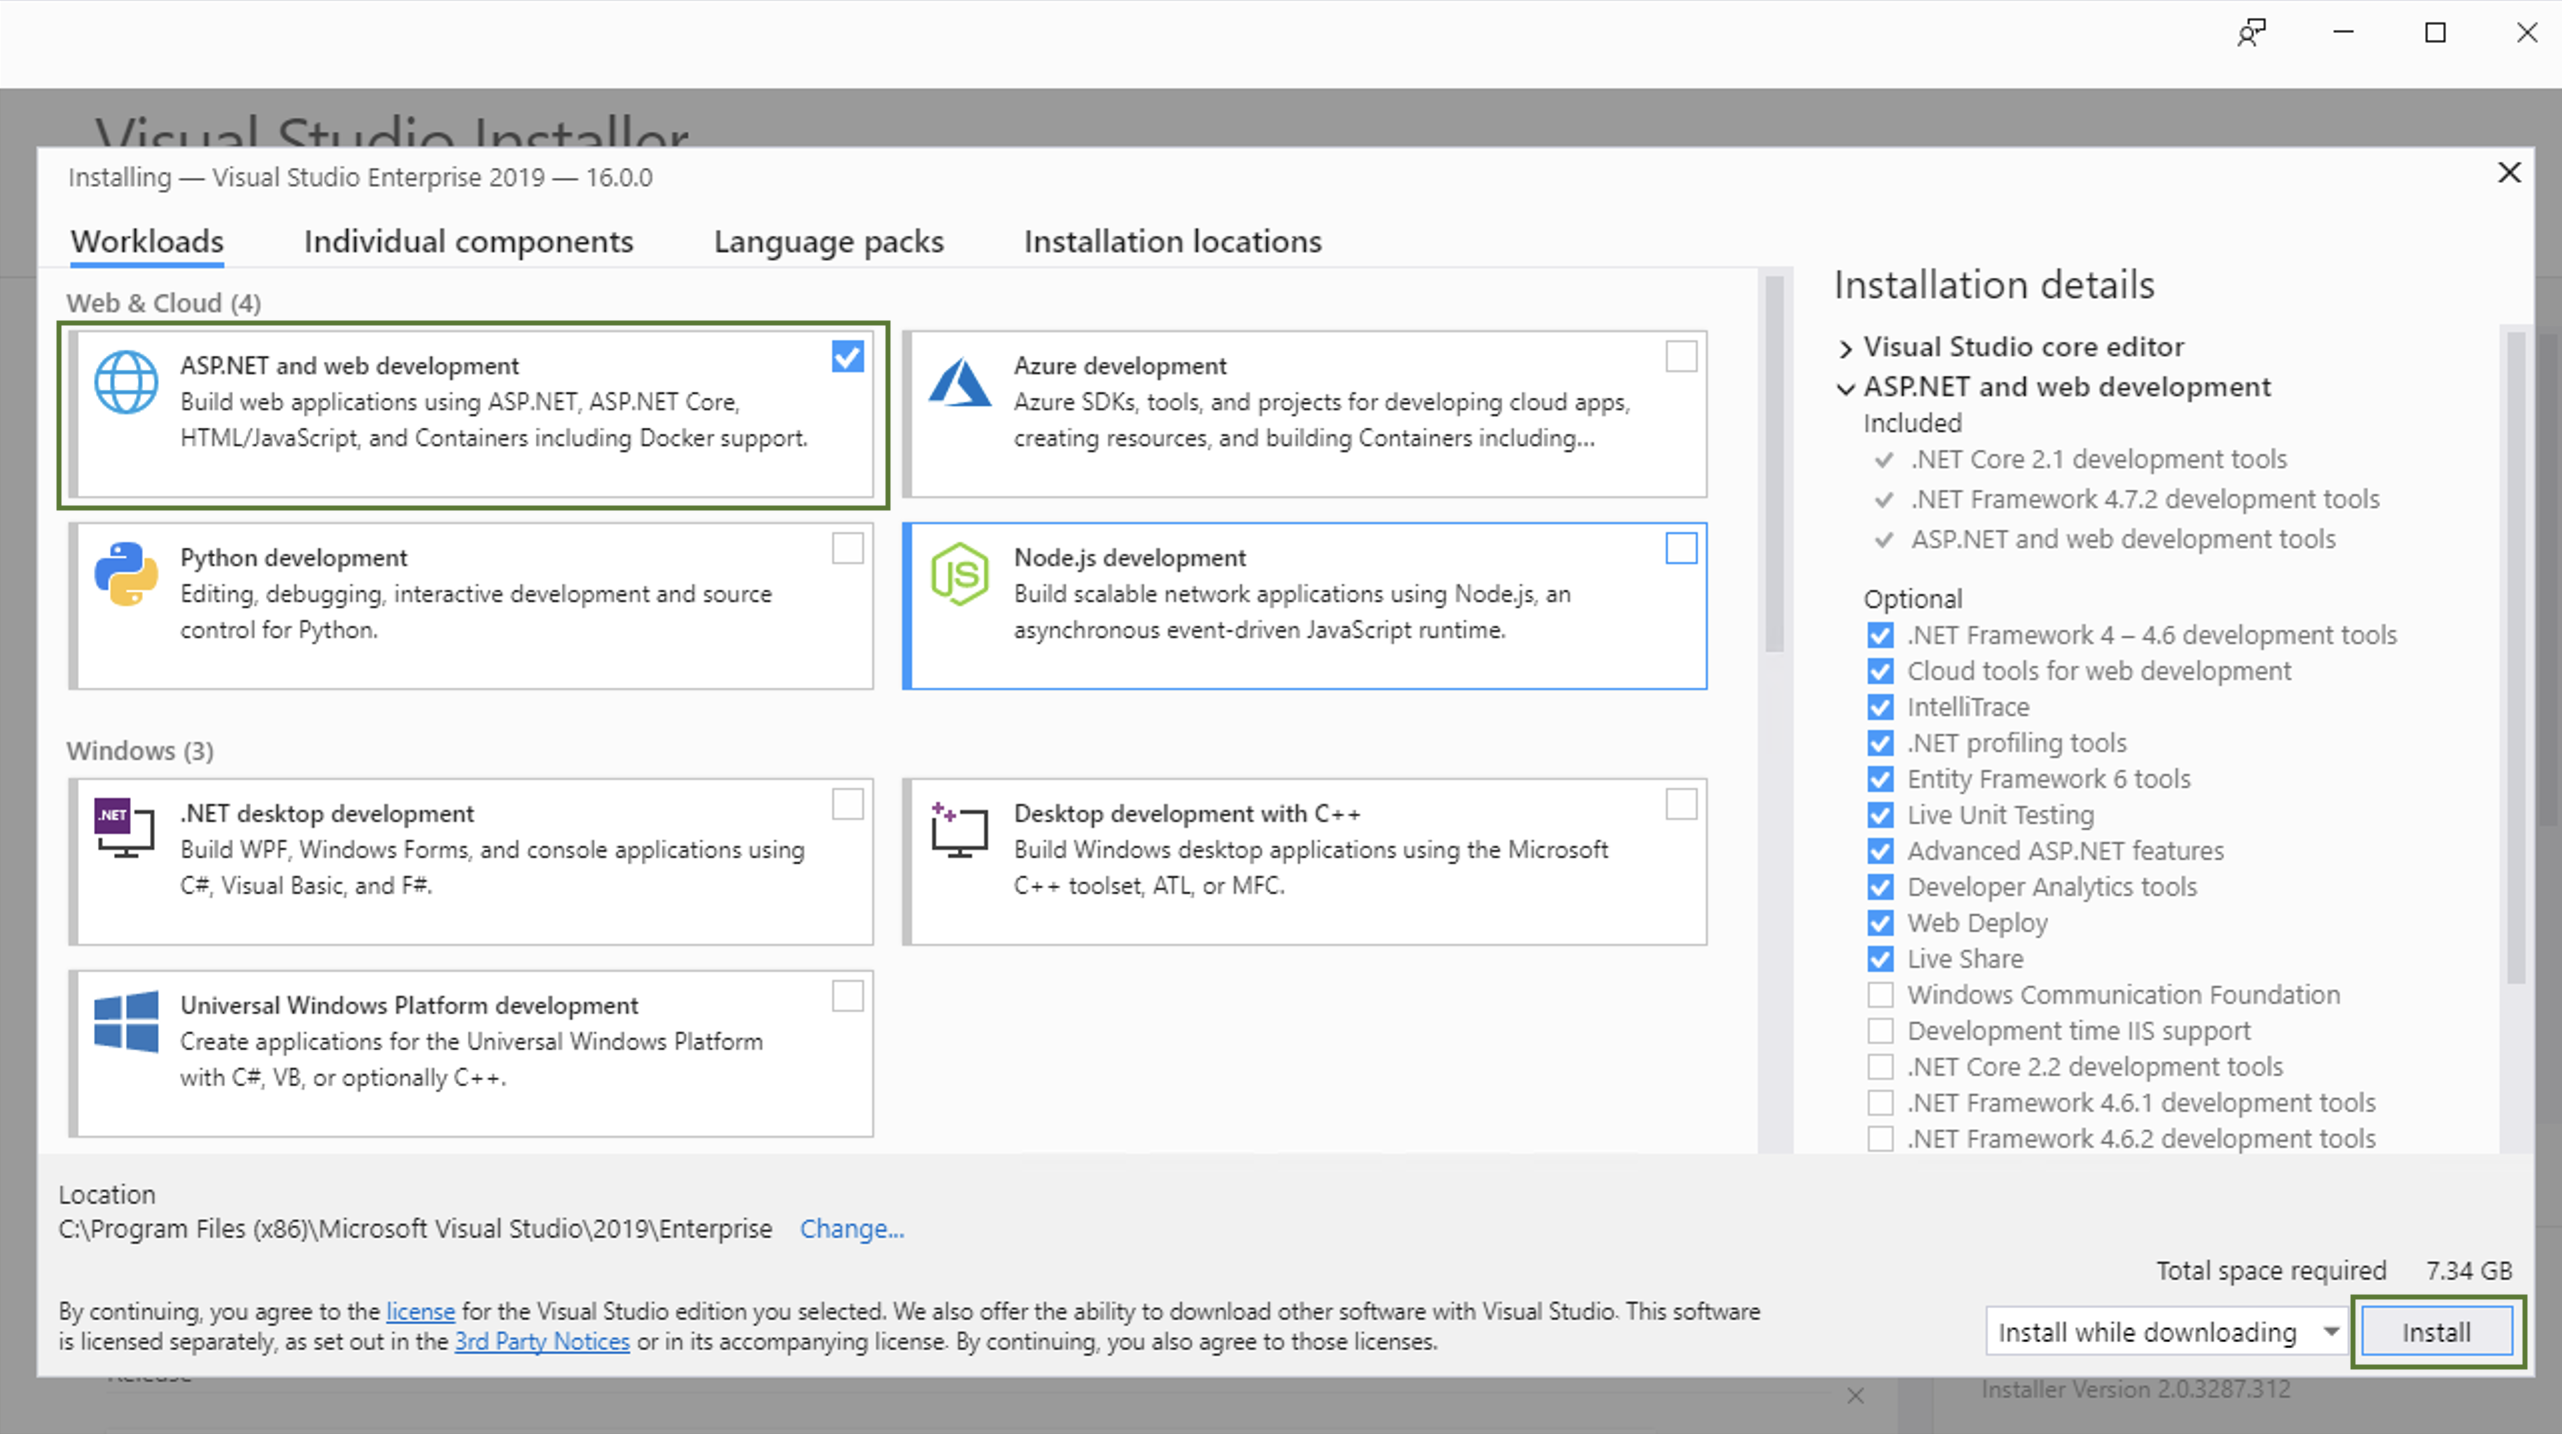 Visual Studio Installer
Installing — Visual Studio Enterprise 2019 — 16.0.0
Workloads
Individual components
Language packs
Installation locations
Web & Cloud (4)
ASP.NET and web development
Build web applications using ASP.NET, ASP.NET Core,
HTML/JavaScript, and Containers including Docker support.
Azure development
Azure SDKs, tools, and projects for developing cloud apps,
creating resources, and building Containers including...
Python development
Editing, debugging, interactive development and source
control for Python.
JS
Node.js development
Build scalable network applications using Node.js, an
asynchronous event-driven JavaScript runtime.
Windows (3)
.NET
.NET desktop development
Build WPF, Windows Forms, and console applications using
C#, Visual Basic, and F#.
Desktop development with C++
Build Windows desktop applications using the Microsoft
C++ toolset, ATL, or MFC.
Universal Windows Platform development
Create applications for the Universal Windows Platform
with C#, VB, or optionally C++.
Installation details
Visual Studio core editor
ASP.NET and web development
Included
.NET Core 2.1 development tools
.NET Framework 4.7.2 development tools
ASP.NET and web development tools
Optional
.NET Framework 4 – 4.6 development tools
Cloud tools for web development
IntelliTrace
.NET profiling tools
Entity Framework 6 tools
Live Unit Testing
Advanced ASP.NET features
Developer Analytics tools
Web Deploy
Live Share
Windows Communication Foundation
Development time IIS support
.NET Core 2.2 development tools
.NET Framework 4.6.1 development tools
.NET Framework 4.6.2 development tools
Location
C:\Program Files (x86)\Microsoft Visual Studio\2019\Enterprise Change...
Total space required 7.34 GB
By continuing, you agree to the license for the Visual Studio edition you selected. We also offer the ability to download other software with Visual Studio. This software
is licensed separately, as set out in the 3rd Party Notices or in its accompanying license. By continuing, you also agree to those licenses.
Install while downloading
Install
Release
Installer Version 2.0.3287.312